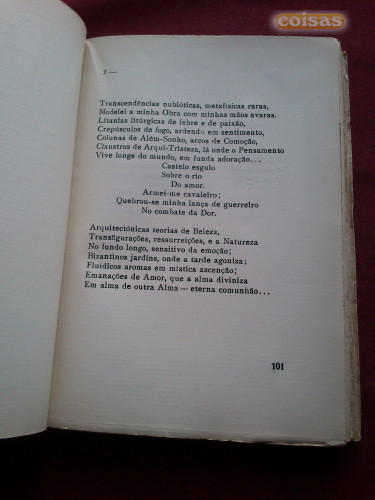 coisas
7 —
Transcendências nubióticas, metafísicas raras,
Modelei a minha Obra com minhas mãos avaras.
Litanias litúrgicas de febre e de paixão,
Crepúsculos de fogo, ardendo em sentimento,
Colunas de Além-Sonho, arcos de Comoção,
Claustros de Arqui-Tristeza, lá onde o Pensamento
Vive longe do mundo, em funda adoração...
Castelo esguio
Sobre o rio
Do amor.
Armei-me cavaleiro;
Quebrou-se minha lança de guerreiro
No combate da Dor.
Arquitectónicas teorias de Beleza,
Transfigurações, ressurreições, e a Natureza
No fundo longo, sensitivo da emoção;
Bizantinos jardins, onde a tarde agoniza;
Fluídicos aromas em mística ascenção;
Emanações de Amor, que a alma diviniza
Em alma de outra Alma — eterna comunhão...
101